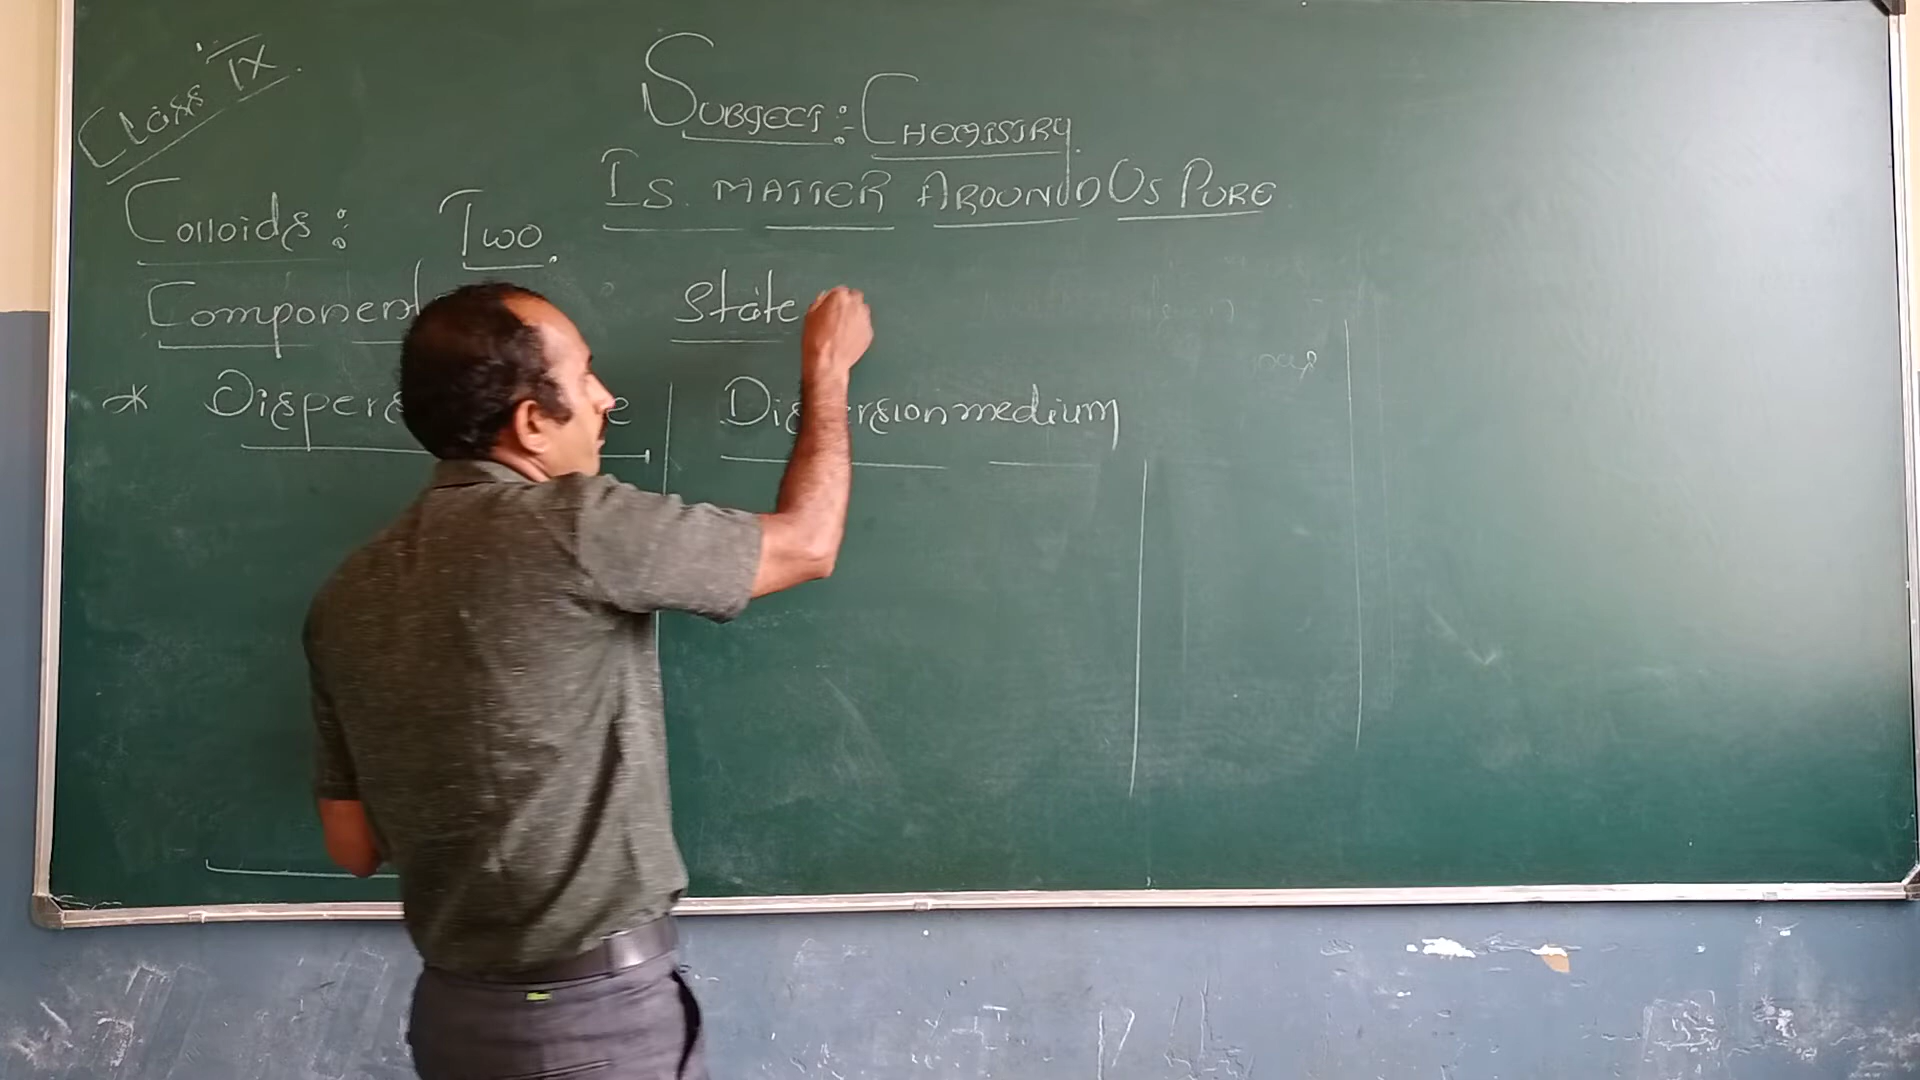 Class IX.
Subject:- Chemistry.
Is Matter Around Us Pure
Colloids: Two.
State
Dispersion medium